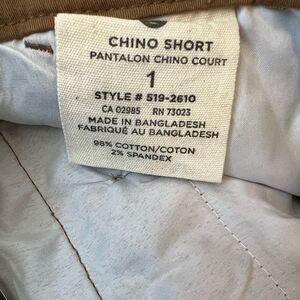 CHINO SHORT
PANTALON CHINO COURT
1
STYLE # 519-2610
CA 02985 RN 73023
MADE IN BANGLADESH
FABRIQUÉ AU BANGLADESH
98% COTTON/COTON
2% SPANDEX